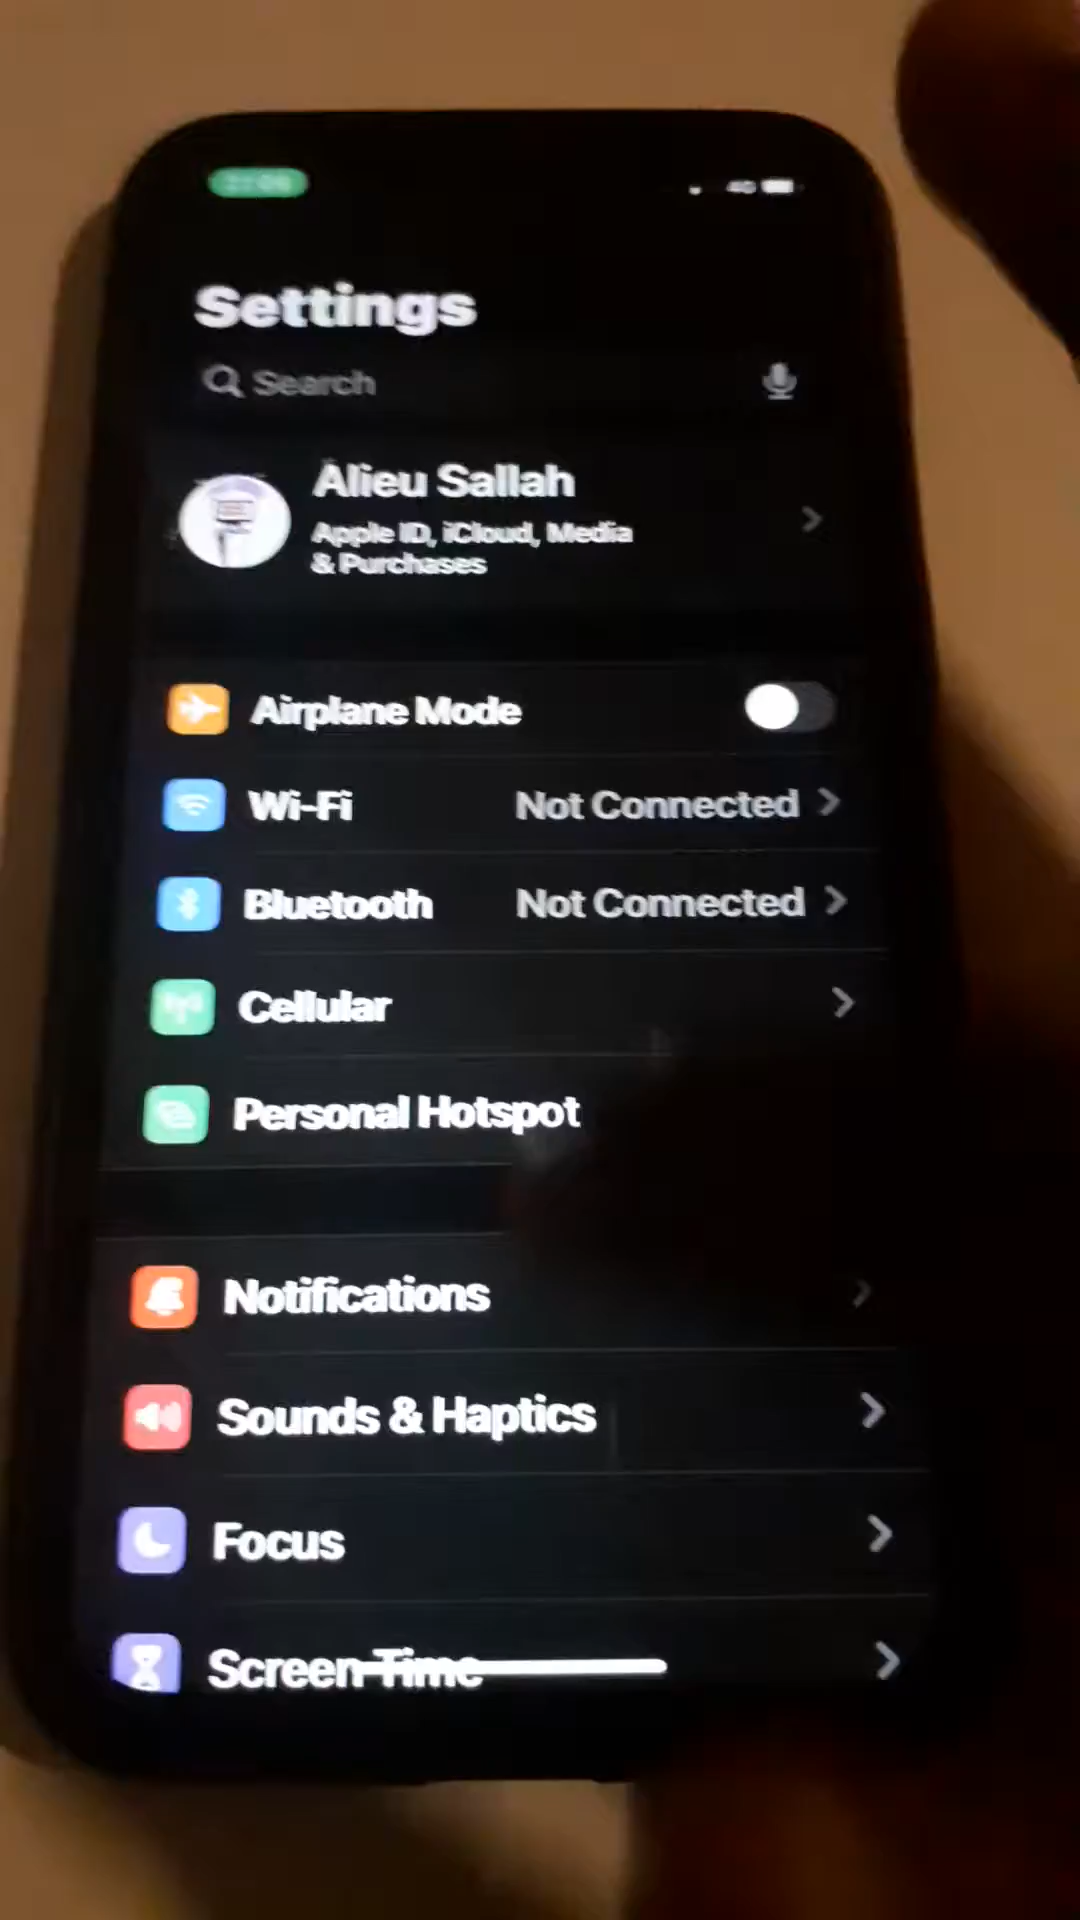 4G
Settings
Search
Alieu Sallah
Apple ID, iCloud, Media
& Purchases
Airplane Mode
Wi-Fi
Not Connected
Bluetooth
Not Connected
Cellular
Personal Hotspot
Notifications
Sounds & Haptics
Focus
Screen Time